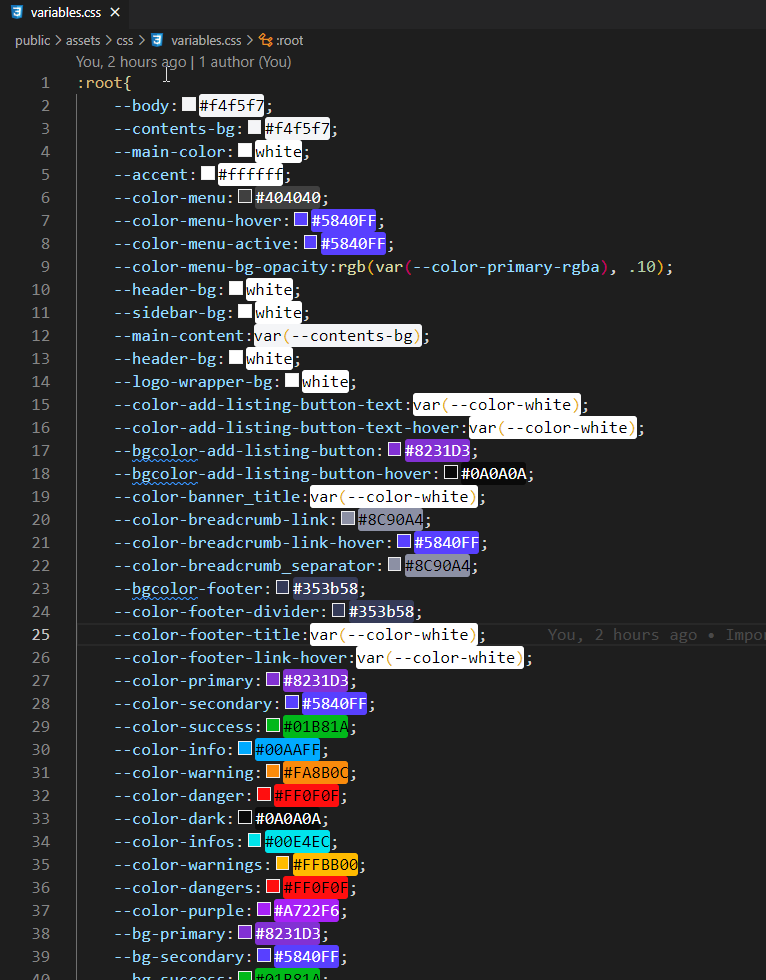 variables.css ×
public > assets > css > variables.css > :root
You, 2 hours ago | 1 author (You)
1 :root{
2 --body: #f4f5f7;
3 --contents-bg: #f4f5f7;
4 --main-color: white;
5 --accent: #ffffff;
6 --color-menu: #404040;
7 --color-menu-hover: #5840FF;
8 --color-menu-active: #5840FF;
9 --color-menu-bg-opacity:rgb(var(--color-primary-rgba), .10);
10 --header-bg: white;
11 --sidebar-bg: white;
12 --main-content:var(--contents-bg);
13 --header-bg: white;
14 --logo-wrapper-bg: white;
15 --color-add-listing-button-text:var(--color-white);
16 --color-add-listing-button-text-hover:var(--color-white);
17 --bgcolor-add-listing-button: #8231D3;
18 --bgcolor-add-listing-button-hover: #0A0A0A;
19 --color-banner_title:var(--color-white);
20 --color-breadcrumb-link: #8C90A4;
21 --color-breadcrumb-link-hover: #5840FF;
22 --color-breadcrumb_separator: #8C90A4;
23 --bgcolor-footer: #353b58;
24 --color-footer-divider: #353b58;
25 --color-footer-title:var(--color-white); You, 2 hours ago • Impo
26 --color-footer-link-hover:var(--color-white);
27 --color-primary: #8231D3;
28 --color-secondary: #5840FF;
29 --color-success: #01B81A;
30 --color-info: #00AAFF;
31 --color-warning: #FA8B0C;
32 --color-danger: #FF0F0F;
33 --color-dark: #0A0A0A;
34 --color-infos: #00E4EC;
35 --color-warnings: #FFBB00;
36 --color-dangers: #FF0F0F;
37 --color-purple: #A722F6;
38 --bg-primary: #8231D3;
39 --bg-secondary: #5840FF;
40 --bg-success: #01B81A